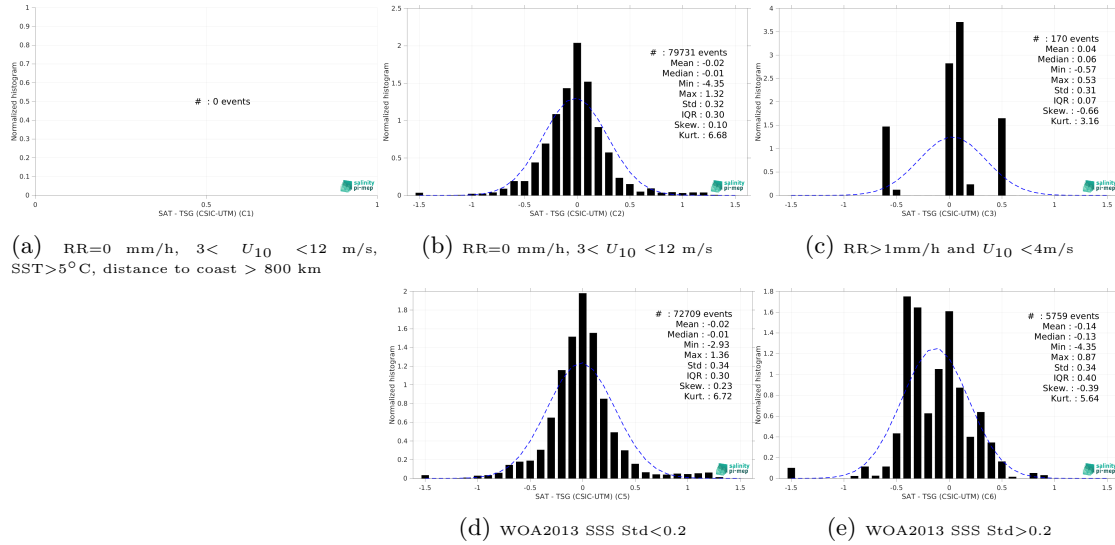 1
0.9
0.8
0.7
0.6
0.5
0.4
0.3
0.2
0.1
0
Normalized histogram
# : 0 events
0 0.5 1
SAT - TSG (CSIC-UTM) (C1)
salinity
pi-mep
(a) RR=0 mm/h, 3< U10 <12 m/s,
SST>5°C, distance to coast > 800 km
2.5
2
1.5
1
0.5
0
Normalized histogram
# : 79731 events
Mean : -0.02
Median : -0.01
Min : -4.35
Max : 1.32
Std : 0.32
IQR : 0.30
Skew. : 0.10
Kurt. : 6.68
-1.5 -1 -0.5 0 0.5 1 1.5
SAT - TSG (CSIC-UTM) (C2)
salinity
pi-mep
(b) RR=0 mm/h, 3< U10 <12 m/s
4
3.5
3
2.5
2
1.5
1
0.5
0
Normalized histogram
# : 170 events
Mean : 0.04
Median : 0.06
Min : -0.57
Max : 0.53
Std : 0.31
IQR : 0.07
Skew. : -0.66
Kurt. : 3.16
-1.5 -1 -0.5 0 0.5 1 1.5
SAT - TSG (CSIC-UTM) (C3)
salinity
pi-mep
(c) RR>1mm/h and U10 <4m/s
2
1.8
1.6
1.4
1.2
1
0.8
0.6
0.4
0.2
0
Normalized histogram
# : 72709 events
Mean : -0.02
Median : -0.01
Min : -2.93
Max : 1.36
Std : 0.34
IQR : 0.30
Skew. : 0.23
Kurt. : 6.72
-1.5 -1 -0.5 0 0.5 1 1.5
SAT - TSG (CSIC-UTM) (C5)
salinity
pi-mep
(d) WOA2013 SSS Std<0.2
1.8
1.6
1.4
1.2
1
0.8
0.6
0.4
0.2
0
Normalized histogram
# : 5759 events
Mean : -0.14
Median : -0.13
Min : -4.35
Max : 0.87
Std : 0.34
IQR : 0.40
Skew. : -0.39
Kurt. : 5.64
-1.5 -1 -0.5 0 0.5 1 1.5
SAT - TSG (CSIC-UTM) (C6)
salinity
pi-mep
(e) WOA2013 SSS Std>0.2